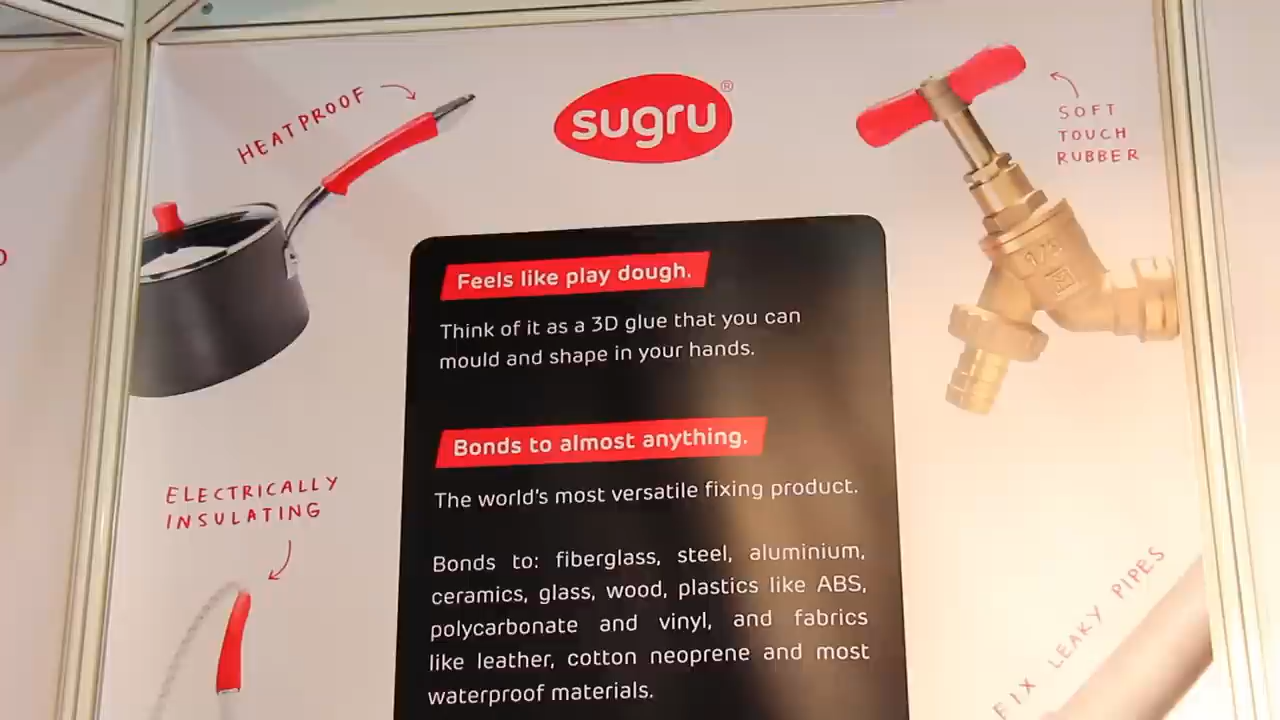 HEATPROOF
sugru®
SOFT
TOUCH
RUBBER
1/2
Feels like play dough.
Think of it as a 3D glue that you can
mould and shape in your hands.
Bonds to almost anything.
The world's most versatile fixing product.
Bonds to: fiberglass, steel, aluminium,
ceramics, glass, wood, plastics like ABS,
polycarbonate and vinyl, and fabrics
like leather, cotton neoprene and most
waterproof materials.
ELECTRICALLY
INSULATING
FIX LEAKY PIPES